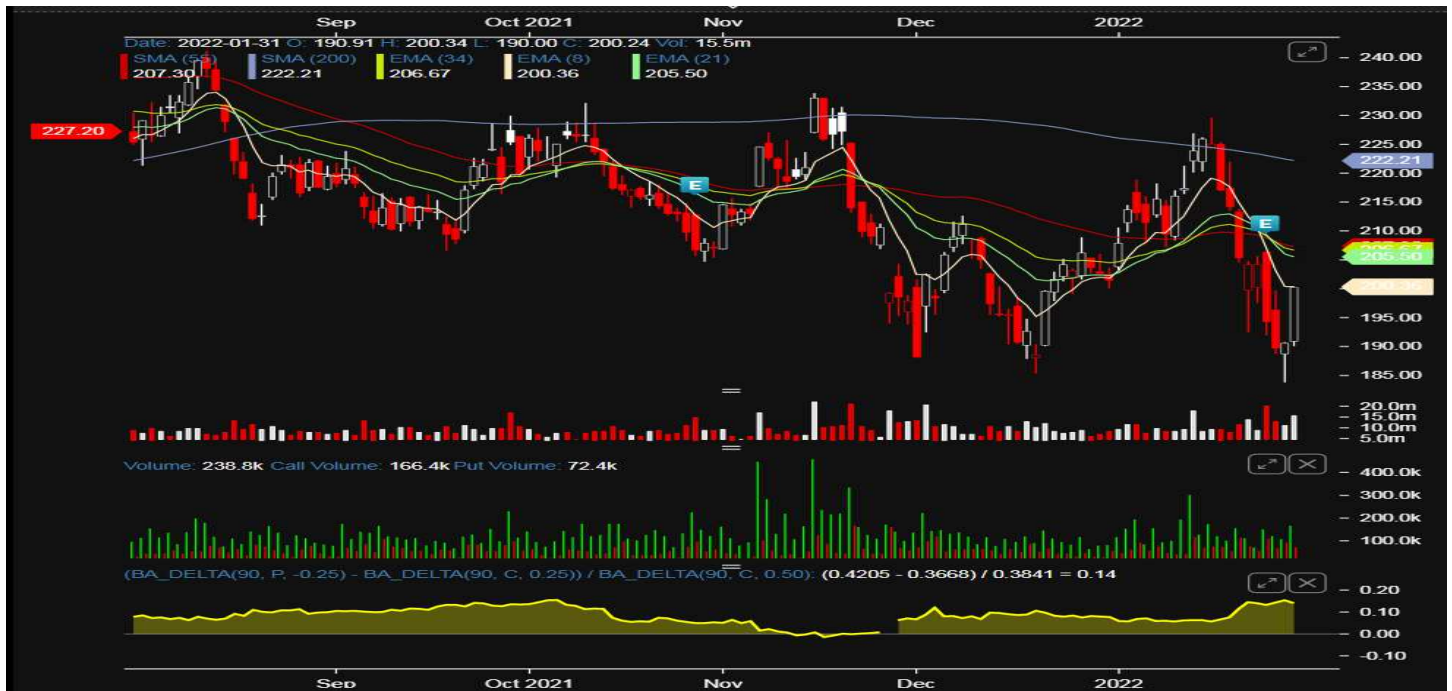 Sep Oct 2021 Nov Dec 2022
Date: 2022-01-31 O: 190.91 H: 200.34 L: 190.00 C: 200.24 Vol: 15.5m
SMA (55) SMA (200) EMA (34) EMA (8) EMA (21)
207.30 222.21 206.67 200.36 205.50
240.00
235.00
230.00
227.20
225.00
222.21
220.00
E
215.00
E
210.00
206.67
205.50
200.36
195.00
190.00
185.00
20.0m
15.0m
10.0m
5.0m
Volume: 238.8k Call Volume: 166.4k Put Volume: 72.4k
400.0k
300.0k
200.0k
100.0k
(BA_DELTA(90, P, -0.25) - BA_DELTA(90, C, 0.25)) / BA_DELTA(90, C, 0.50): (0.4205 - 0.3668) / 0.3841 = 0.14
0.20
0.10
0.00
-0.10
Sep Oct 2021 Nov Dec 2022